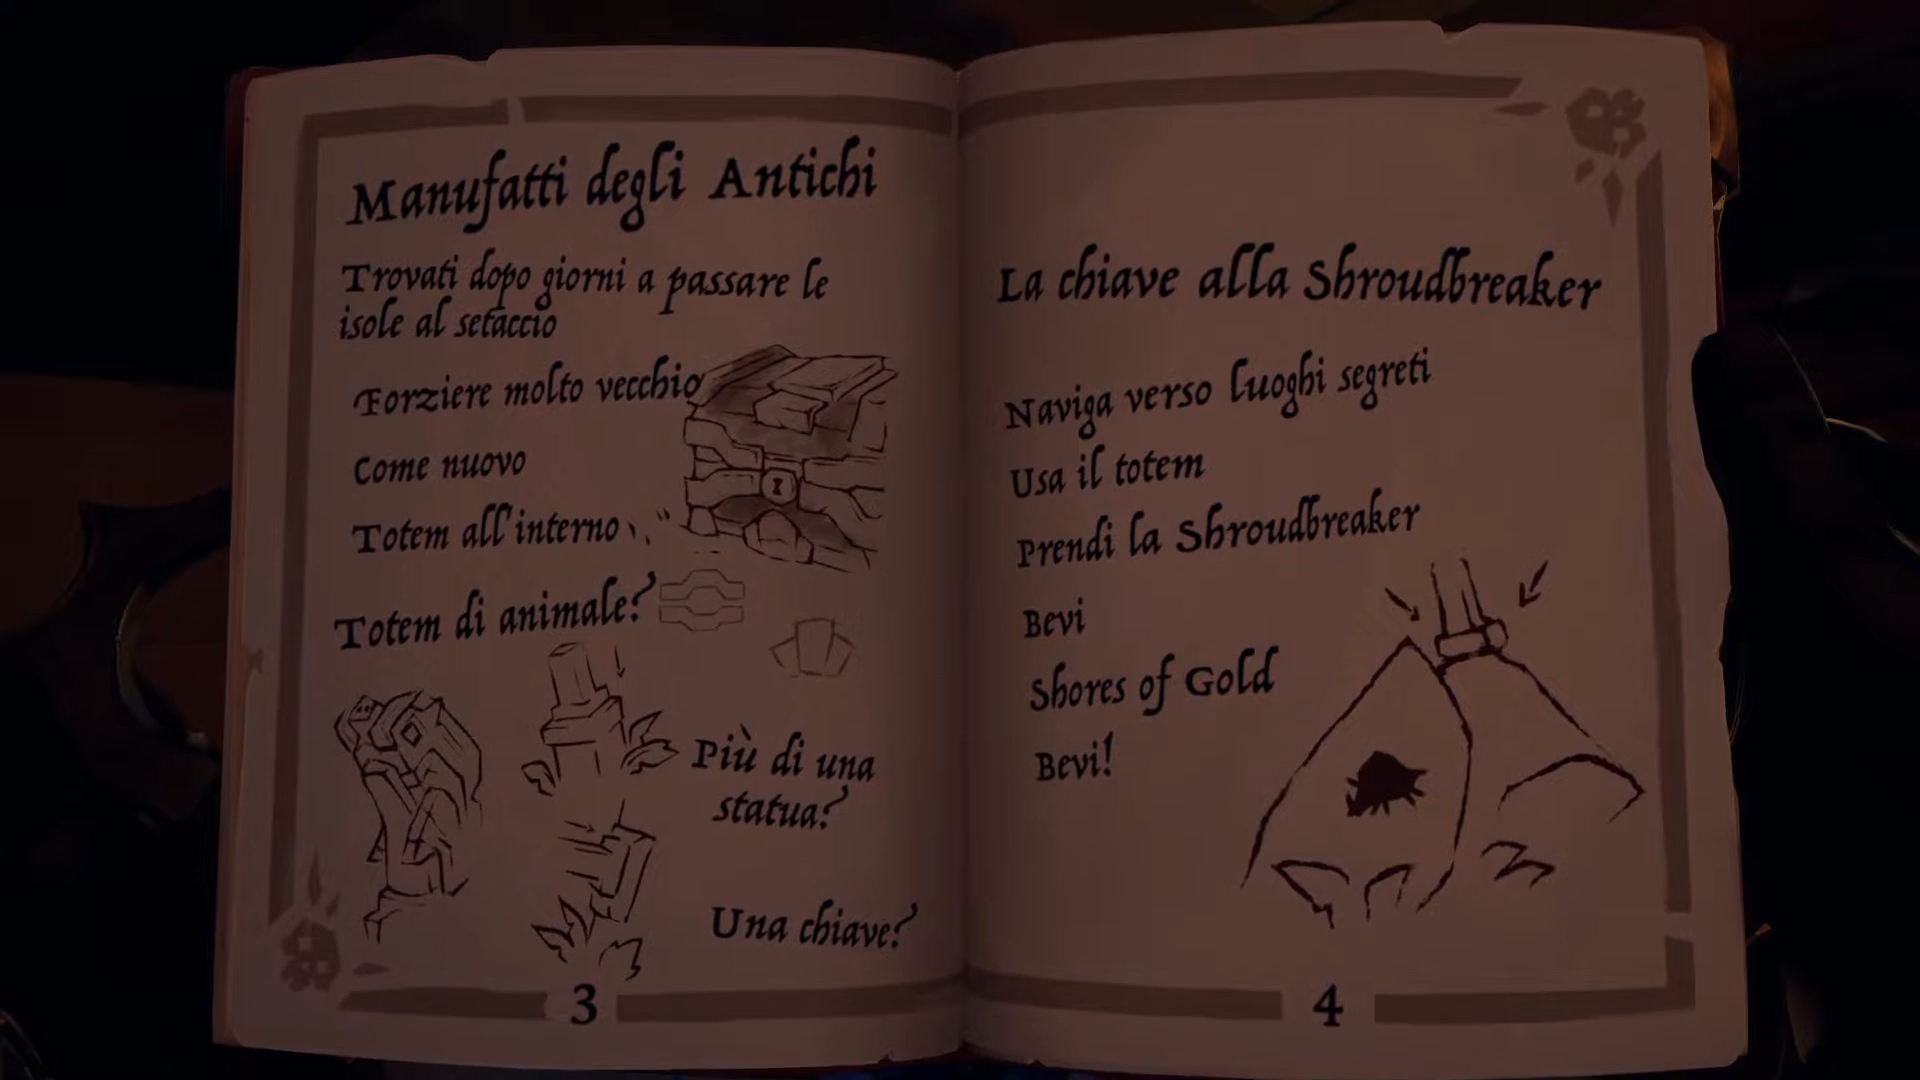 Manufatti degli Antichi
Trovati dopo giorni a passare le
isole al setaccio
Forziere molto vecchio
Come nuovo
Totem all'interno
Totem di animale?
Più di una
statua?
Una chiave?
3
La chiave alla Shroudbreaker
Naviga verso luoghi segreti
Usa il totem
Prendi la Shroudbreaker
Bevi
Shores of Gold
Bevi!
4